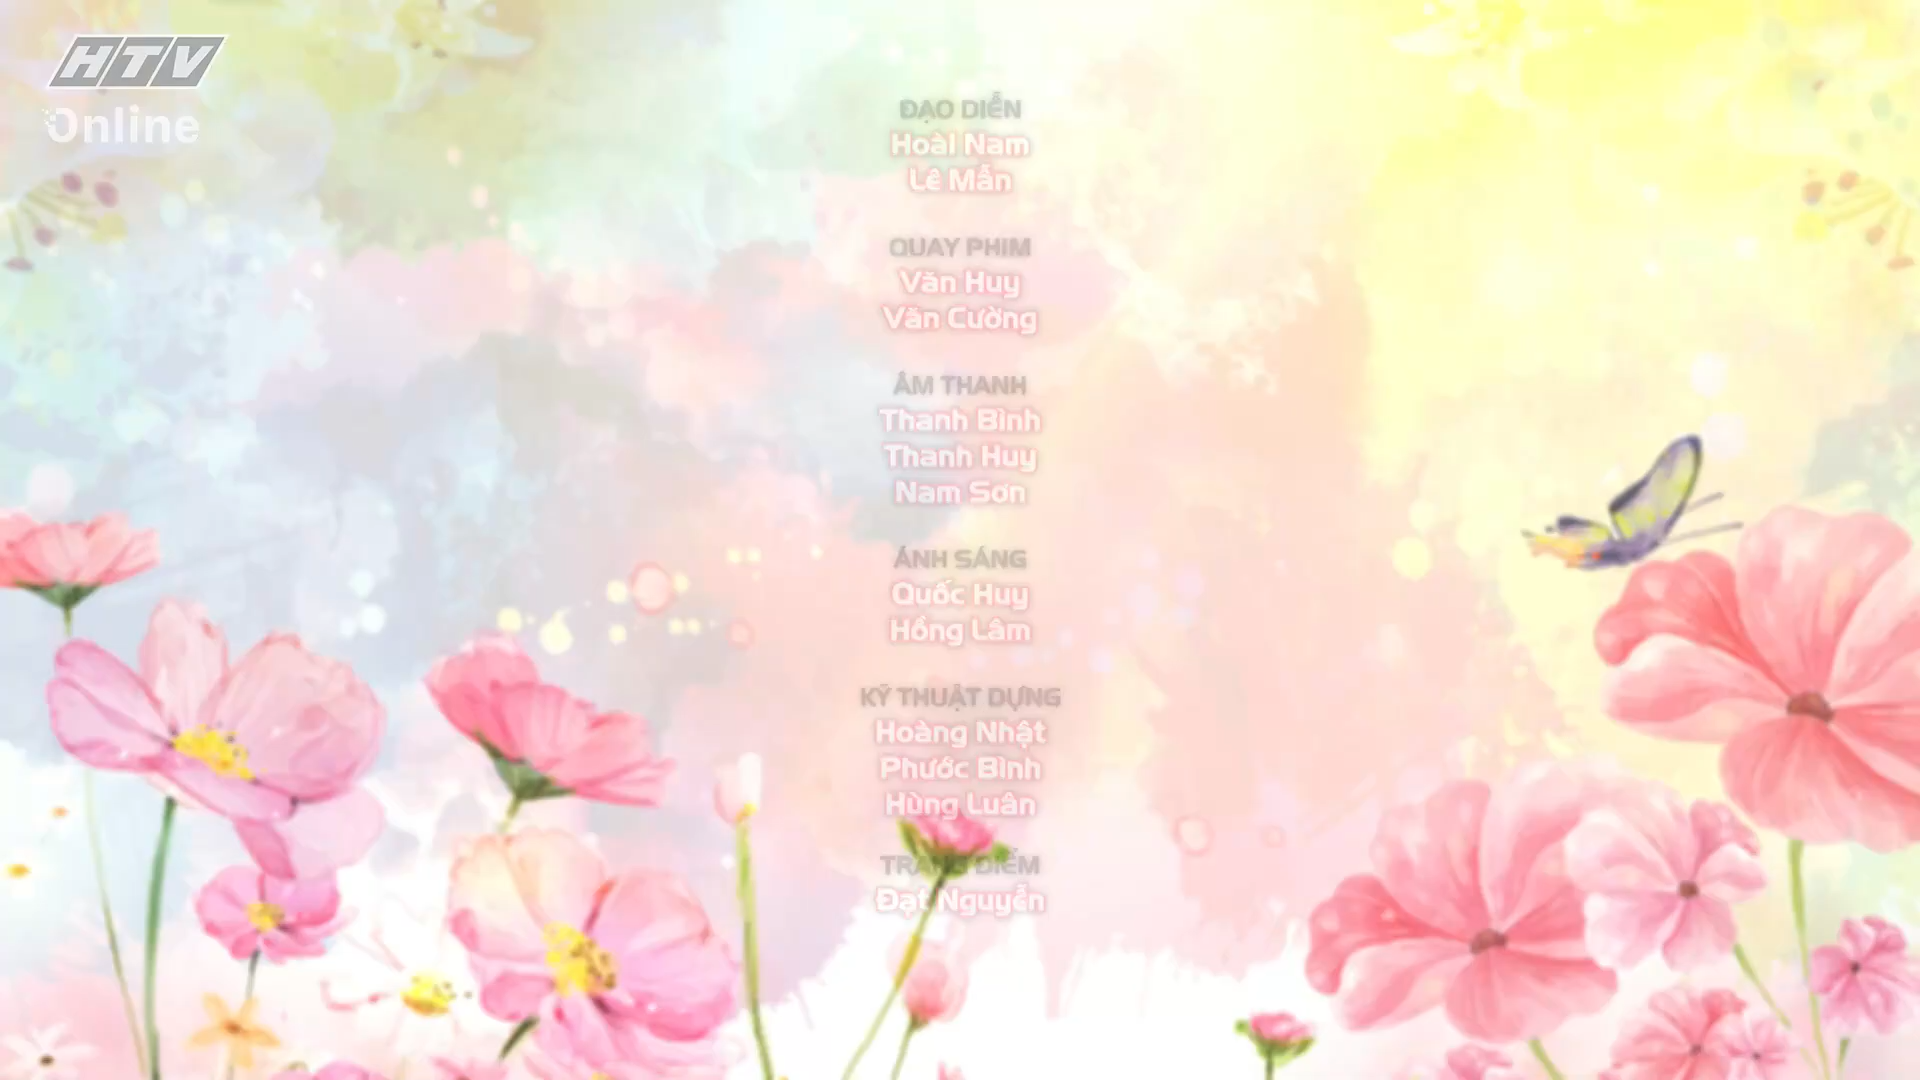 HTV
Online
ĐẠO DIỄN
Hoài Nam
Lê Mẫn
QUAY PHIM
Văn Huy
Văn Cường
ÂM THANH
Thanh Bình
Thanh Huy
Nam Sơn
ÁNH SÁNG
Quốc Huy
Hồng Lâm
KỸ THUẬT DỰNG
Hoàng Nhật
Phước Bình
Hùng Luân
TRANG ĐIỂM
Đạt Nguyễn